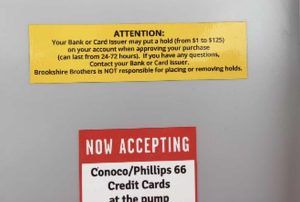 ATTENTION:
Your Bank or Card Issuer may put a hold (from $1 to $125)
on your account when approving your purchase
(can last from 24-72 hours). If you have any questions,
Contact your Bank or Card Issuer.
Brookshire Brothers is NOT responsible for placing or removing holds.
NOW ACCEPTING
Conoco/Phillips 66
Credit Cards
at the pump